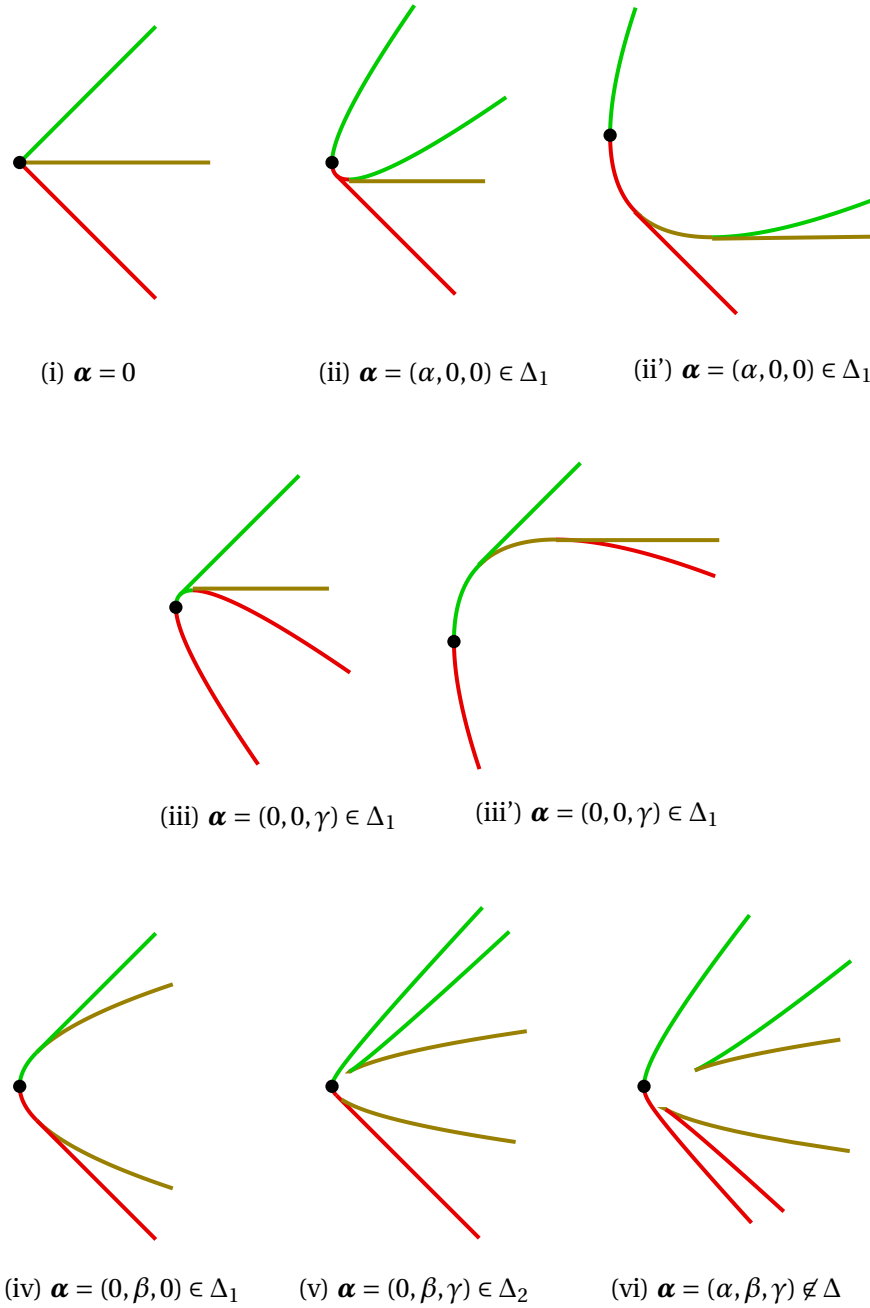 (i) 𝜶 = 0
(ii) 𝜶 = (α,0,0) ∈ Δ₁
(ii') 𝜶 = (α,0,0) ∈ Δ₁
(iii) 𝜶 = (0,0,γ) ∈ Δ₁
(iii') 𝜶 = (0,0,γ) ∈ Δ₁
(iv) 𝜶 = (0,β,0) ∈ Δ₁
(v) 𝜶 = (0,β,γ) ∈ Δ₂
(vi) 𝜶 = (α,β,γ) ∉ Δ